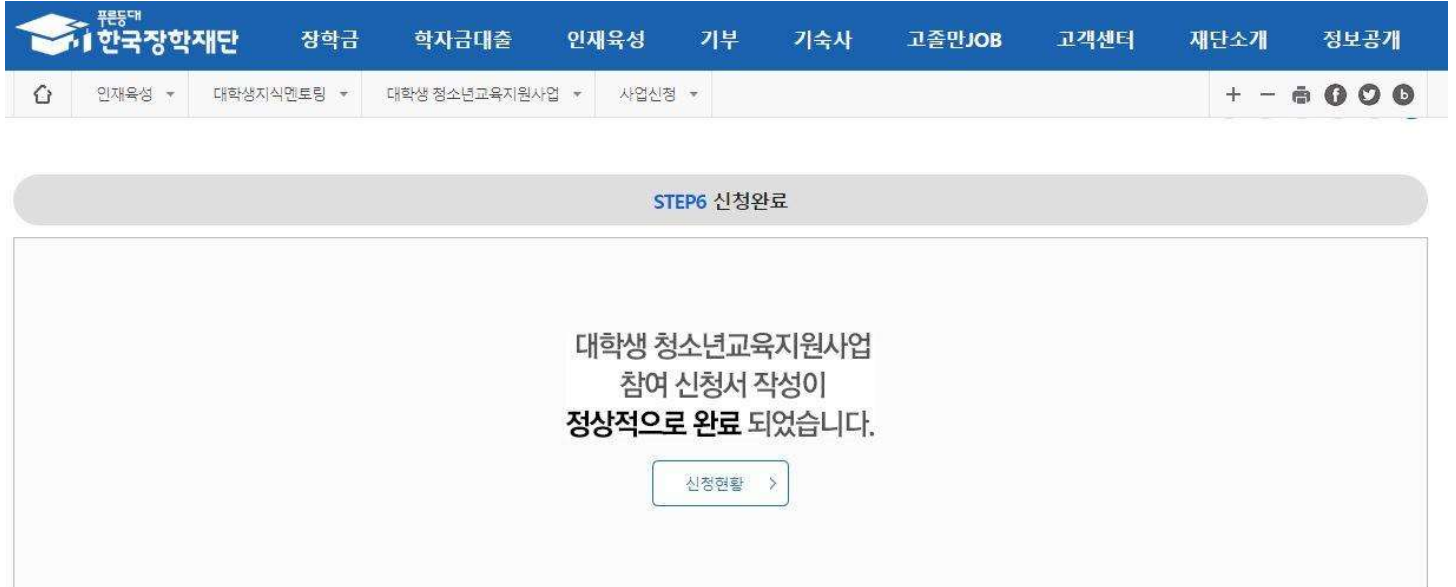 푸른등대
한국장학재단 장학금 학자금대출 인재육성 기부 기숙사 고졸만JOB 고객센터 재단소개 정보공개
인재육성 대학생지식멘토링 대학생 청소년교육지원사업 사업신청
STEP6 신청완료
대학생 청소년교육지원사업
참여 신청서 작성이
정상적으로 완료 되었습니다.
신청현황